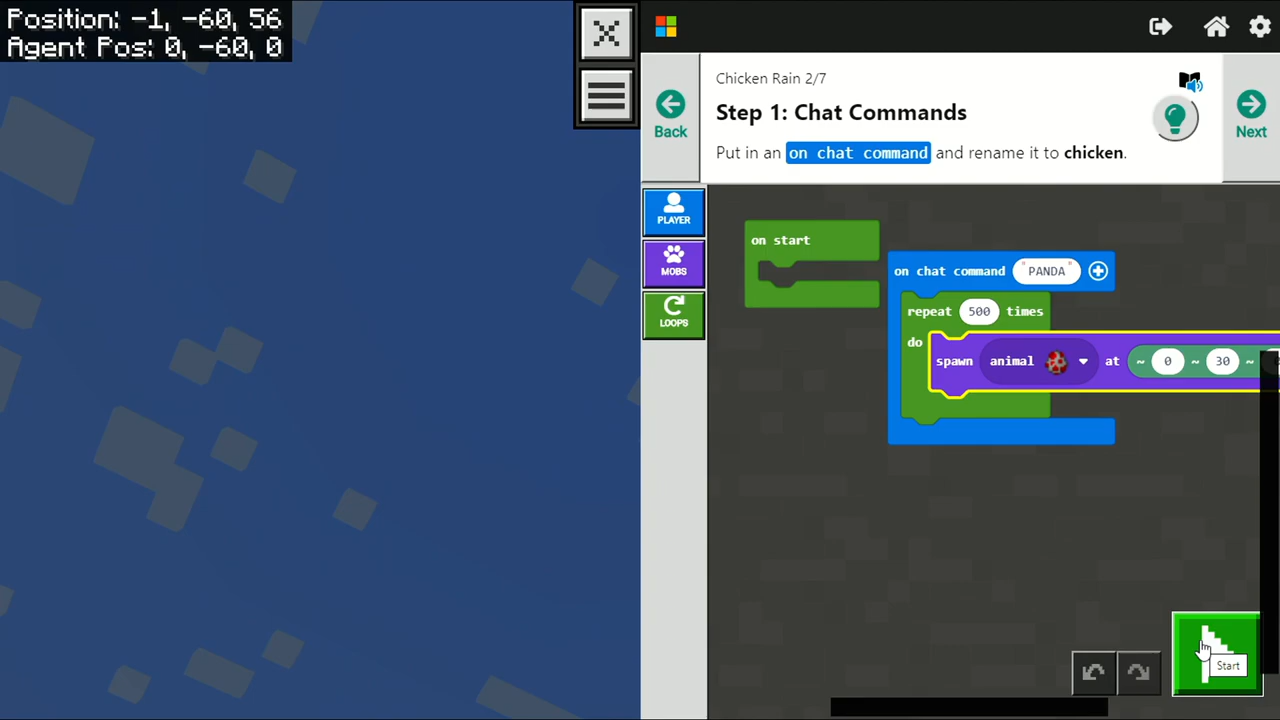 Position: -1, -60, 56
Agent Pos: 0, -60, 0
Back
Chicken Rain 2/7
Step 1: Chat Commands
Put in an on chat command and rename it to chicken.
Next
PLAYER
MOBS
LOOPS
on start
on chat command "PANDA"
repeat 500 times
do
spawn animal at ~ 0 ~ 30 ~
Start